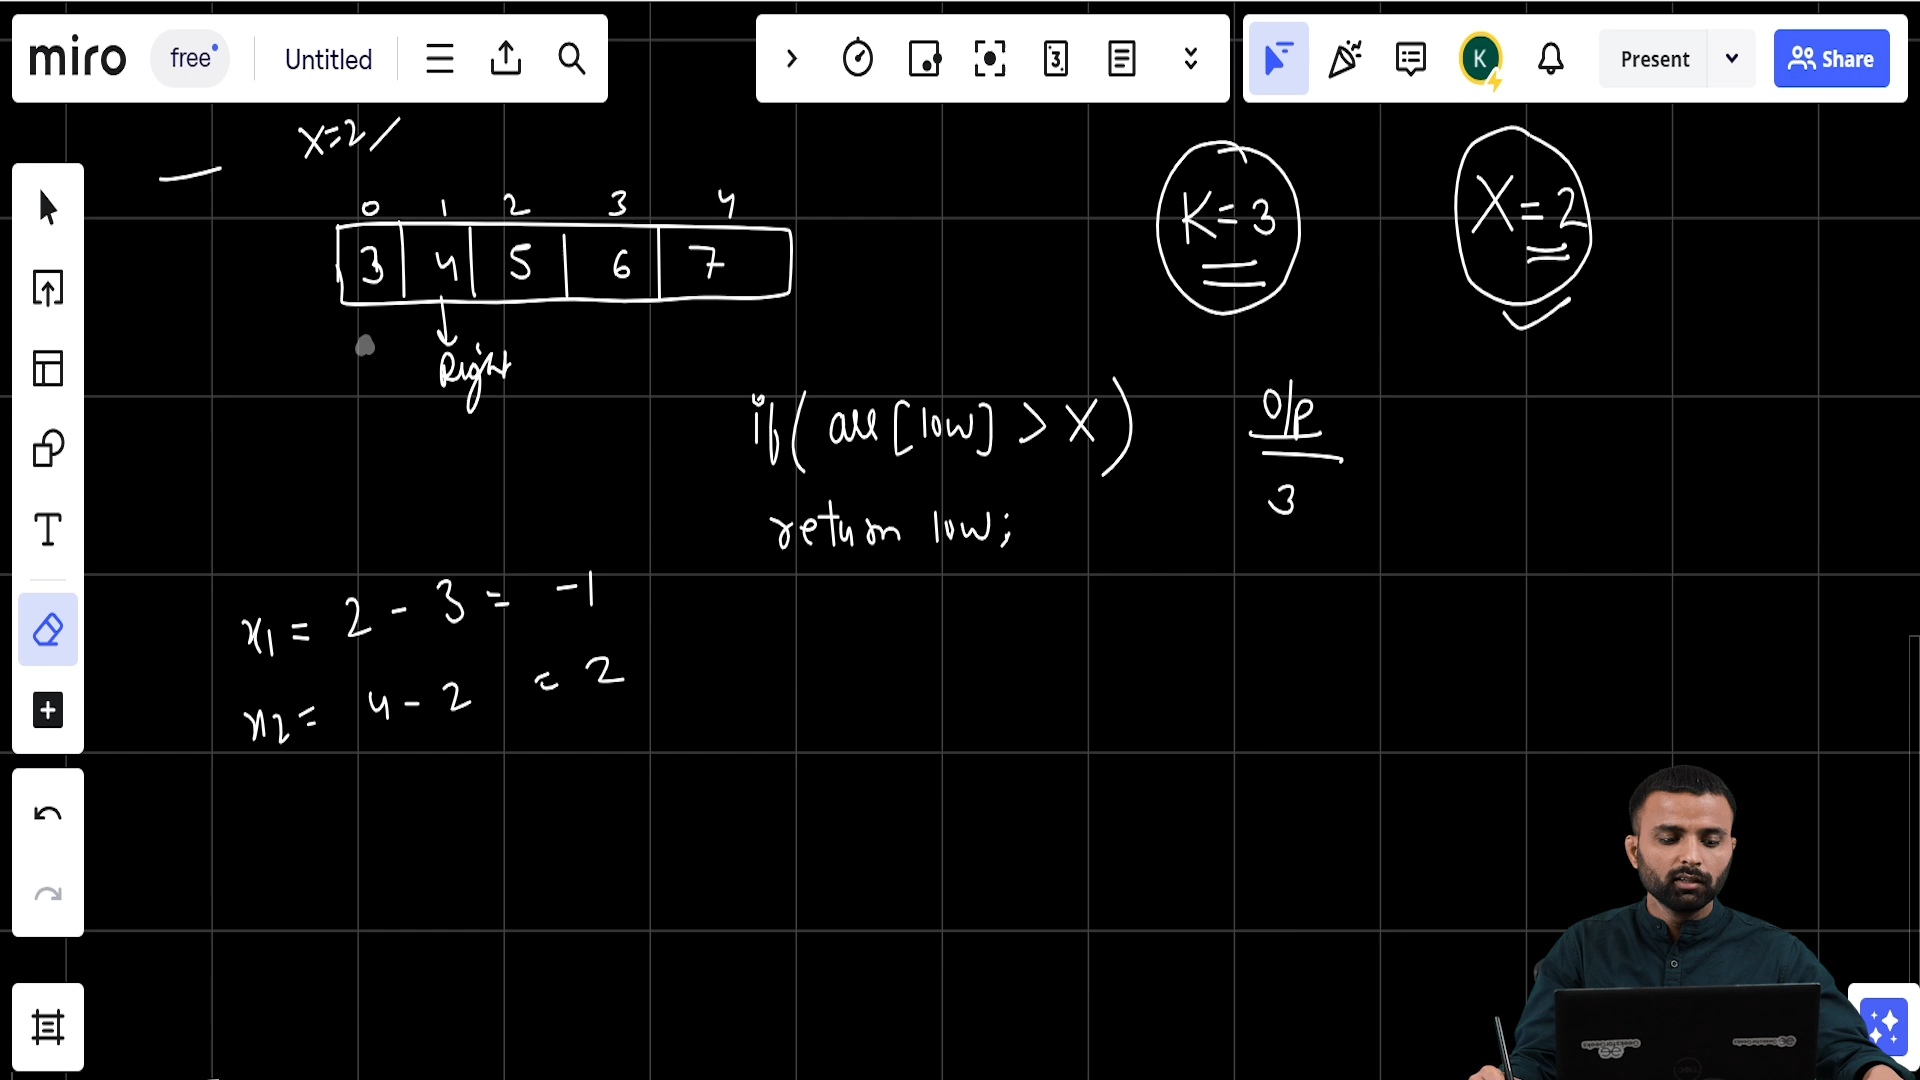 miro free Untitled Present Share
K
3
X=2/
K=3
X=2
0 1 2 3 4
3 4 5 6 7
Right
if(arr[low] > X)
return low;
O/P
3
x1 = 2 - 3 = -1
x2 = 4 - 2 = 2
T